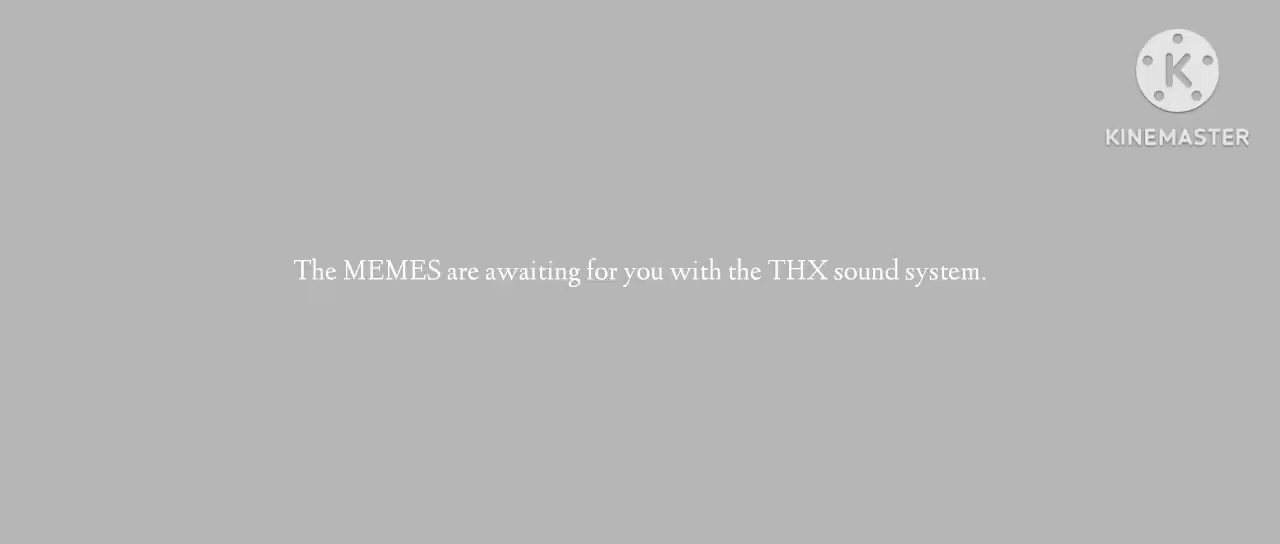 K
KINEMASTER
The MEMES are awaiting for you with the THX sound system.